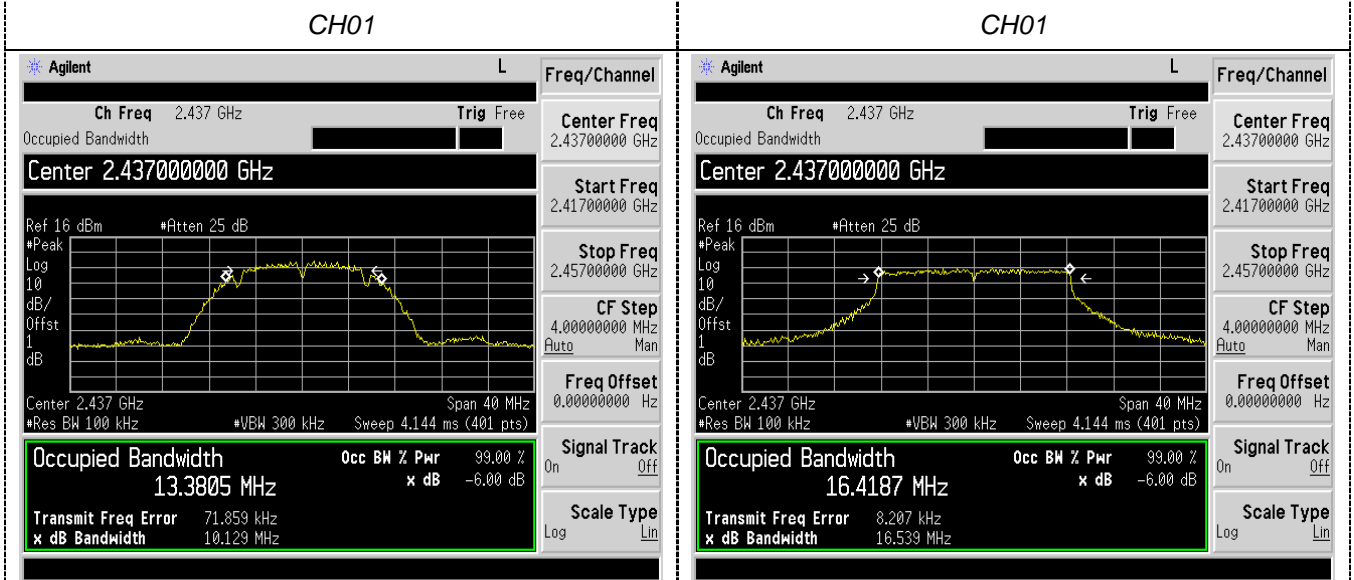 CH01
Agilent L
Ch Freq 2.437 GHz Trig Free
Occupied Bandwidth
Center 2.437000000 GHz
Ref 16 dBm #Atten 25 dB
#Peak
Log
10
dB/
Offst
1
dB
Center 2.437 GHz Span 40 MHz
#Res BW 100 kHz #VBW 300 kHz Sweep 4.144 ms (401 pts)
Occupied Bandwidth Occ BW % Pwr 99.00 %
13.3805 MHz x dB -6.00 dB
Transmit Freq Error 71.859 kHz
x dB Bandwidth 10.129 MHz
Freq/Channel
Center Freq
2.43700000 GHz
Start Freq
2.41700000 GHz
Stop Freq
2.45700000 GHz
CF Step
4.00000000 MHz
Auto Man
Freq Offset
0.00000000 Hz
Signal Track
On Off
Scale Type
Log Lin
CH01
Agilent L
Ch Freq 2.437 GHz Trig Free
Occupied Bandwidth
Center 2.437000000 GHz
Ref 16 dBm #Atten 25 dB
#Peak
Log
10
dB/
Offst
1
dB
Center 2.437 GHz Span 40 MHz
#Res BW 100 kHz #VBW 300 kHz Sweep 4.144 ms (401 pts)
Occupied Bandwidth Occ BW % Pwr 99.00 %
16.4187 MHz x dB -6.00 dB
Transmit Freq Error 8.207 kHz
x dB Bandwidth 16.539 MHz
Freq/Channel
Center Freq
2.43700000 GHz
Start Freq
2.41700000 GHz
Stop Freq
2.45700000 GHz
CF Step
4.00000000 MHz
Auto Man
Freq Offset
0.00000000 Hz
Signal Track
On Off
Scale Type
Log Lin